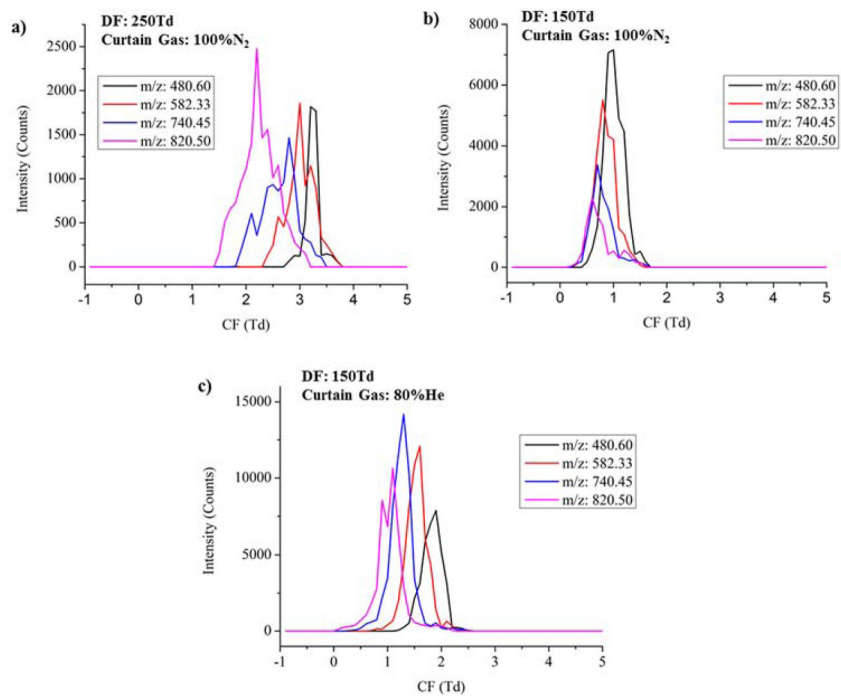 a)
DF: 250Td
Curtain Gas: 100%N₂
2500
2000
1500
1000
500
0
Intensity (Counts)
m/z: 480.60
m/z: 582.33
m/z: 740.45
m/z: 820.50
-1 0 1 2 3 4 5
CF (Td)
b)
DF: 150Td
Curtain Gas: 100%N₂
8000
6000
4000
2000
0
Intensity (Counts)
m/z: 480.60
m/z: 582.33
m/z: 740.45
m/z: 820.50
-1 0 1 2 3 4 5
CF (Td)
c)
DF: 150Td
Curtain Gas: 80%He
15000
10000
5000
0
Intensity (Counts)
m/z: 480.60
m/z: 582.33
m/z: 740.45
m/z: 820.50
-1 0 1 2 3 4 5
CF (Td)